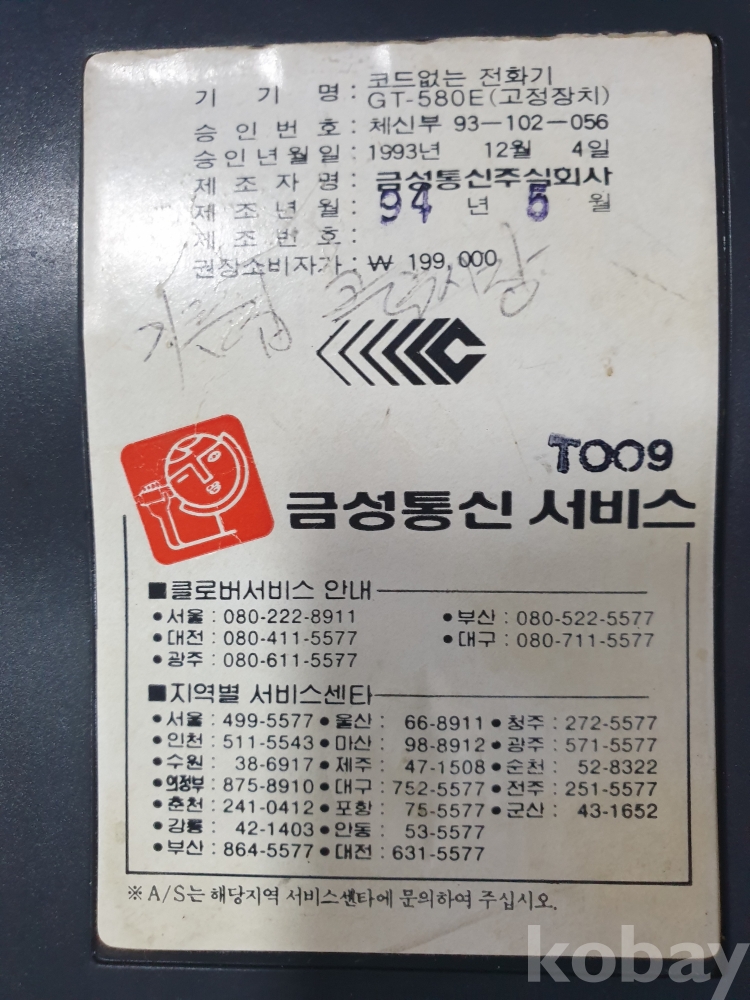 기 기 명 : 코드없는 전화기
GT-580E(고정장치)
승 인 번 호 : 체신부 93-102-056
승인년월일 : 1993년 12월 4일
제 조 자 명 : 금성통신주식회사
제 조 년 월 : 94 년 5 월
제 조 번 호 :
권장소비자가 : ₩ 199,000
T009
금성통신 서비스
■클로버서비스 안내
●서울 : 080-222-8911 ●부산 : 080-522-5577
●대전 : 080-411-5577 ●대구 : 080-711-5577
●광주 : 080-611-5577
■지역별 서비스센타
●서울 : 499-5577 ●울산 : 66-8911 ●청주 : 272-5577
●인천 : 511-5543 ●마산 : 98-8912 ●광주 : 571-5577
●수원 : 38-6917 ●제주 : 47-1508 ●순천 : 52-8322
●의정부 : 875-8910 ●대구 : 752-5577 ●전주 : 251-5577
●춘천 : 241-0412 ●포항 : 75-5577 ●군산 : 43-1652
●강릉 : 42-1403 ●안동 : 53-5577
●부산 : 864-5577 ●대전 : 631-5577
※A/S는 해당지역 서비스센타에 문의하여 주십시오.
kobay